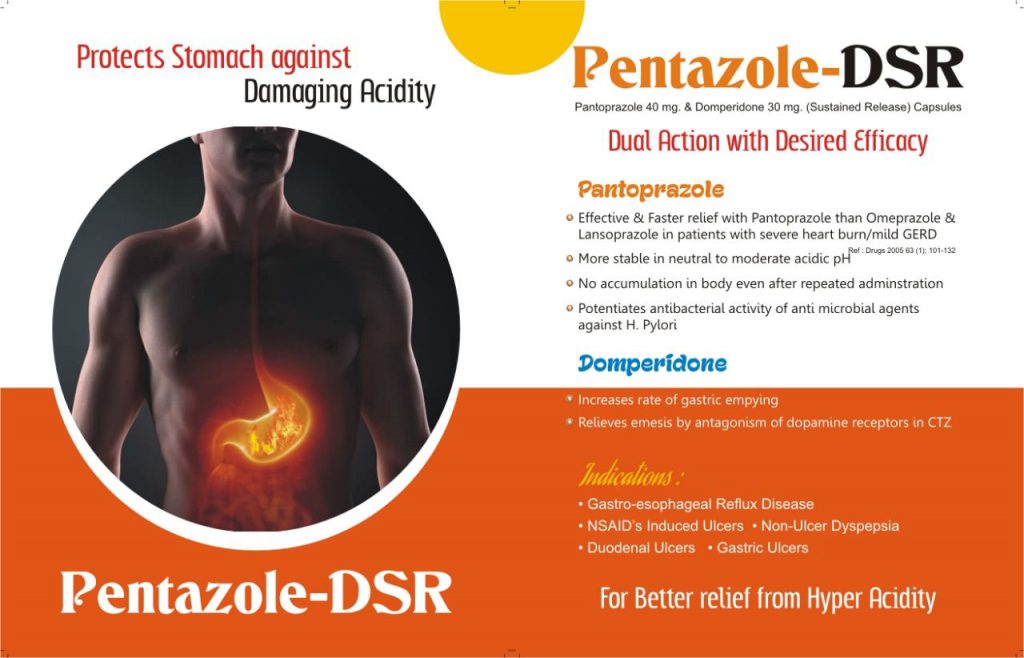 Protects Stomach against
Damaging Acidity
Pentazole-DSR
Pentazole-DSR
Pantoprazole 40 mg. & Domperidone 30 mg. (Sustained Release) Capsules
Dual Action with Desired Efficacy
Pantoprazole
Effective & Faster relief with Pantoprazole than Omeprazole &
Lansoprazole in patients with severe heart burn/mild GERD
Ref : Drugs 2005 63 (1); 101-132
More stable in neutral to moderate acidic pH
No accumulation in body even after repeated adminstration
Potentiates antibacterial activity of anti microbial agents
against H. Pylori
Domperidone
Increases rate of gastric empying
Relieves emesis by antagonism of dopamine receptors in CTZ
Indications :
• Gastro-esophageal Reflux Disease
• NSAID's Induced Ulcers • Non-Ulcer Dyspepsia
• Duodenal Ulcers • Gastric Ulcers
For Better relief from Hyper Acidity